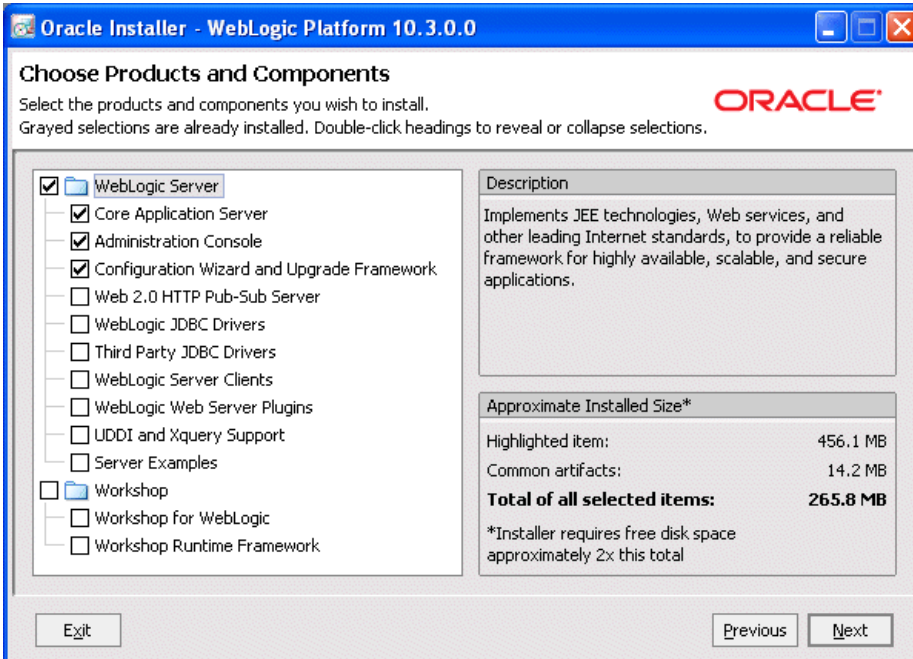 Oracle Installer - WebLogic Platform 10.3.0.0
Choose Products and Components
Select the products and components you wish to install.
Grayed selections are already installed. Double-click headings to reveal or collapse selections.
ORACLE
WebLogic Server
Core Application Server
Administration Console
Configuration Wizard and Upgrade Framework
Web 2.0 HTTP Pub-Sub Server
WebLogic JDBC Drivers
Third Party JDBC Drivers
WebLogic Server Clients
WebLogic Web Server Plugins
UDDI and Xquery Support
Server Examples
Workshop
Workshop for WebLogic
Workshop Runtime Framework
Description
Implements JEE technologies, Web services, and
other leading Internet standards, to provide a reliable
framework for highly available, scalable, and secure
applications.
Approximate Installed Size*
Highlighted item: 456.1 MB
Common artifacts: 14.2 MB
Total of all selected items: 265.8 MB
*Installer requires free disk space
approximately 2x this total
Exit
Previous
Next